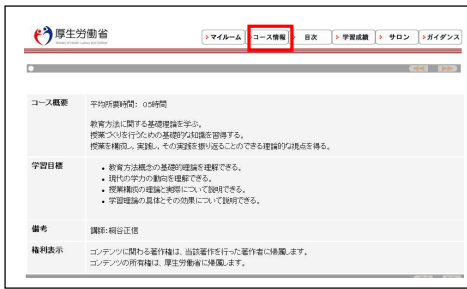 厚生労働省
マイルーム
コース情報
目次
学習成績
サロン
ガイダンス
コース概要
平均所要時間: 0.5時間
教育方法に関する基礎理論を学ぶ。
授業づくりを行うための基礎的な知識を習得する。
授業を構成し、実践し、その実践を振り返ることのできる理論的な視点を得る。
学習目標
• 教育方法概念の基礎的理論を理解できる。
• 現代の学力の動向を理解できる。
• 授業構成の理論と実際について説明できる。
• 学習理論の具体とその効果について説明できる。
備考
講師: 細谷正信
権利表示
コンテンツに関わる著作権は、当該著作を行った著作者に帰属します。
コンテンツの所有権は、厚生労働省に帰属します。